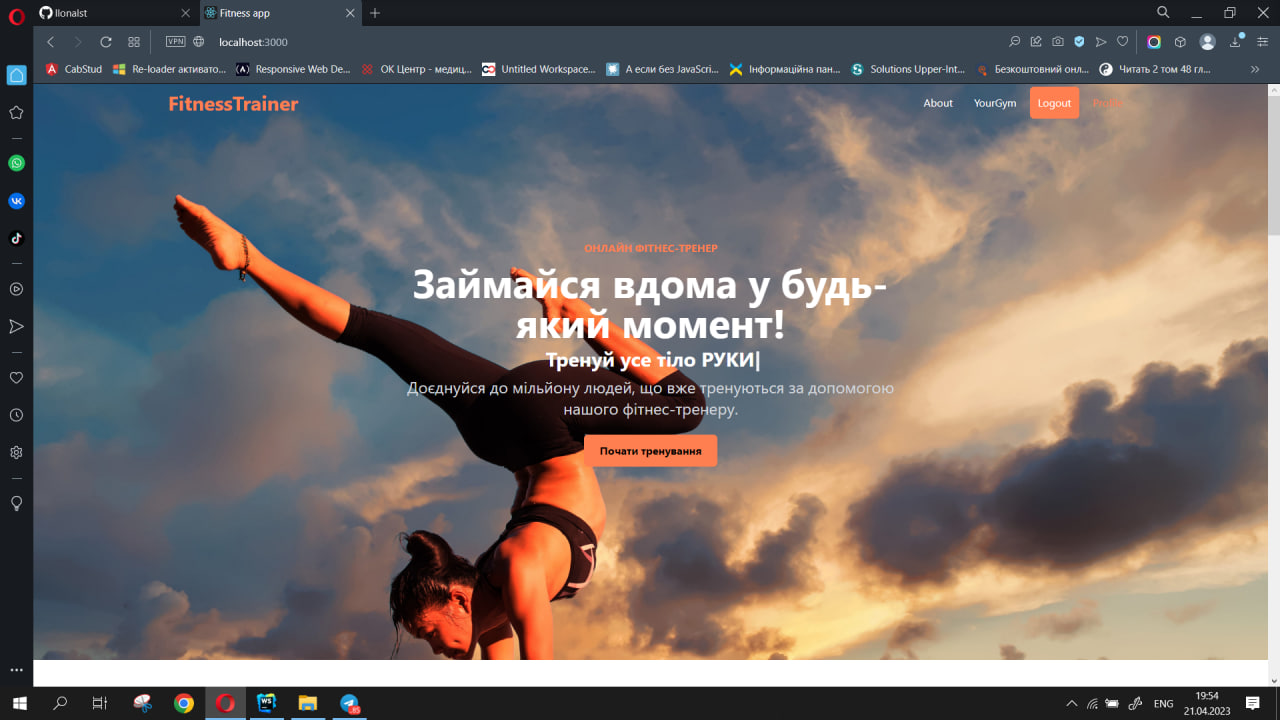 IlonaIst
Fitness app
VPN
localhost:3000
CabStud
Re-loader активато...
Responsive Web De...
ОК Центр - медиц...
Untitled Workspace...
А если без JavaScri...
Інформаційна пан...
Solutions Upper-Int...
Безкоштовний онл...
Читать 2 том 48 гл...
FitnessTrainer
About
YourGym
Logout
Profile
ОНЛАЙН ФІТНЕС-ТРЕНЕР
Займайся вдома у будь-
який момент!
Тренуй усе тіло РУКИ|
Доєднуйся до мільйону людей, що вже тренуються за допомогою
нашого фітнес-тренеру.
Почати тренування
WS
ENG
19:54
21.04.2023